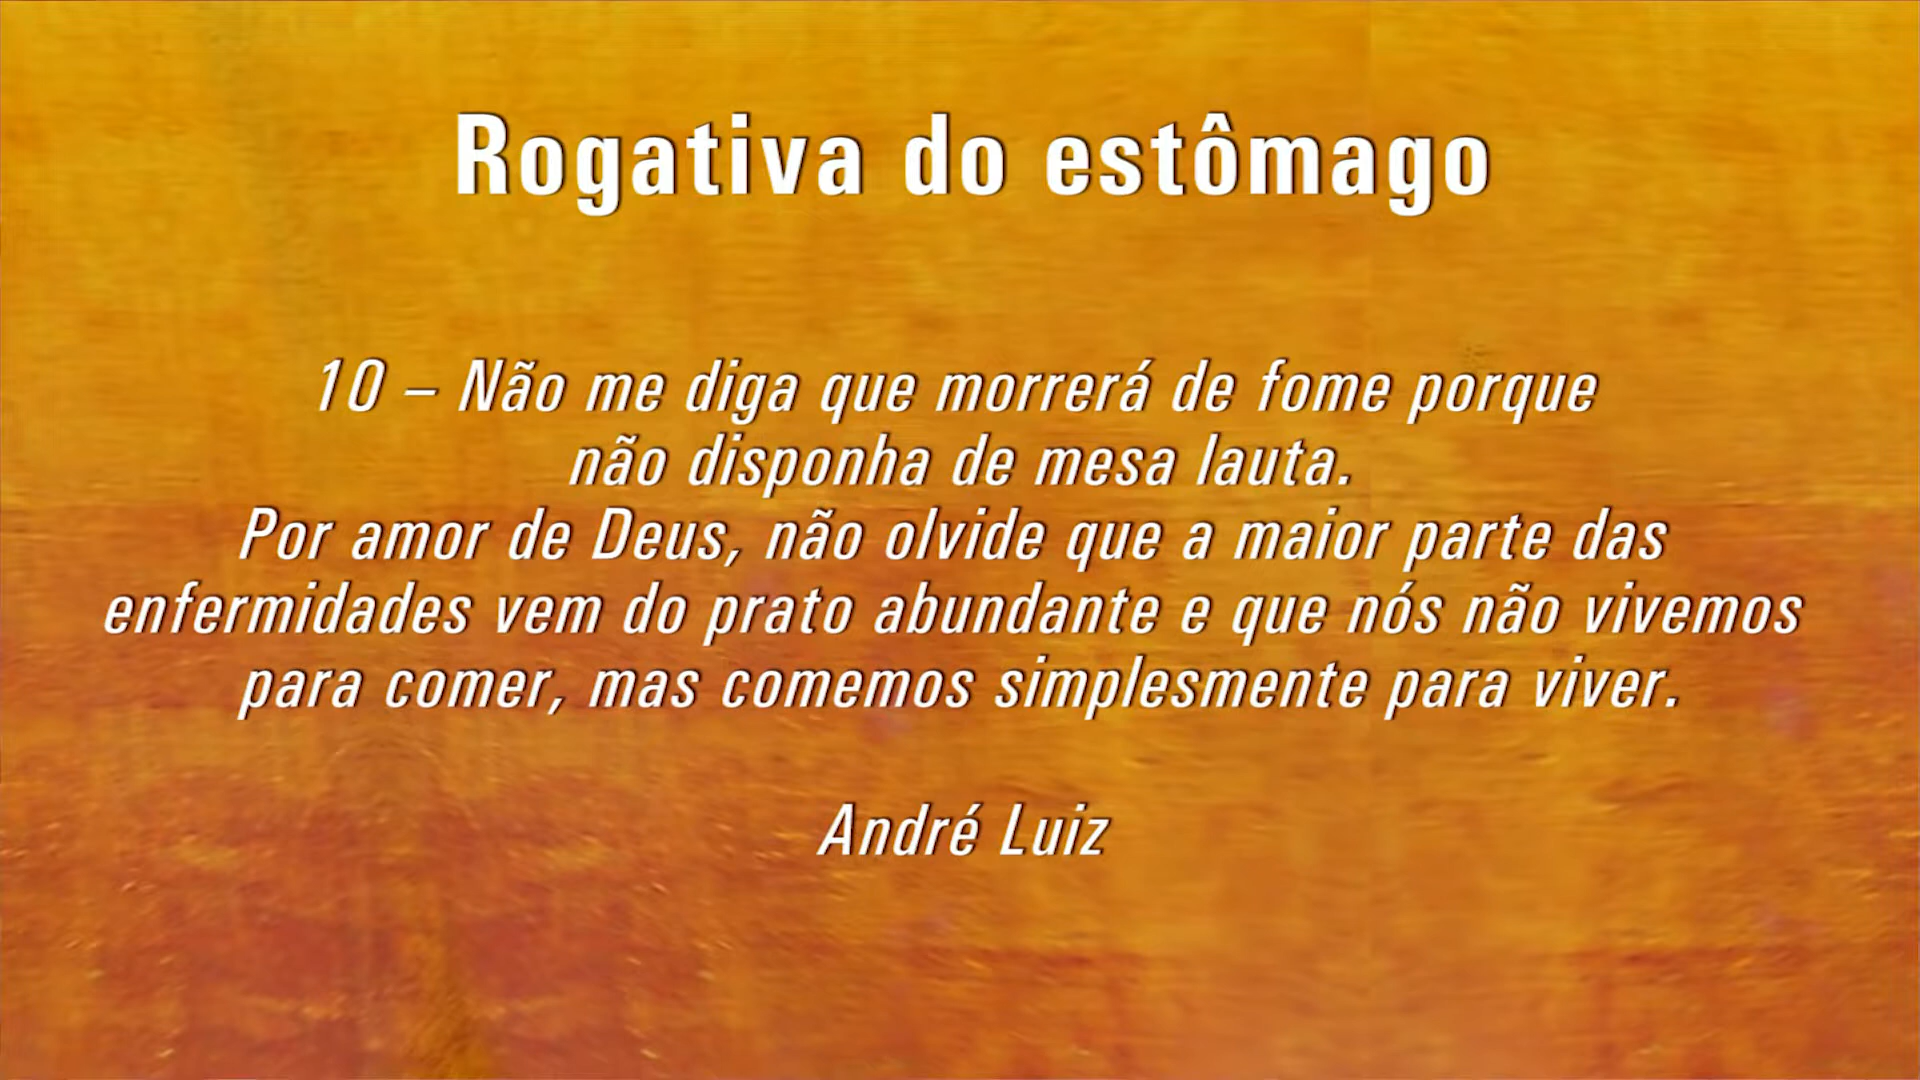 Rogativa do estômago
10 – Não me diga que morrerá de fome porque
não disponha de mesa lauta.
Por amor de Deus, não olvide que a maior parte das
enfermidades vem do prato abundante e que nós não vivemos
para comer, mas comemos simplesmente para viver.
André Luiz